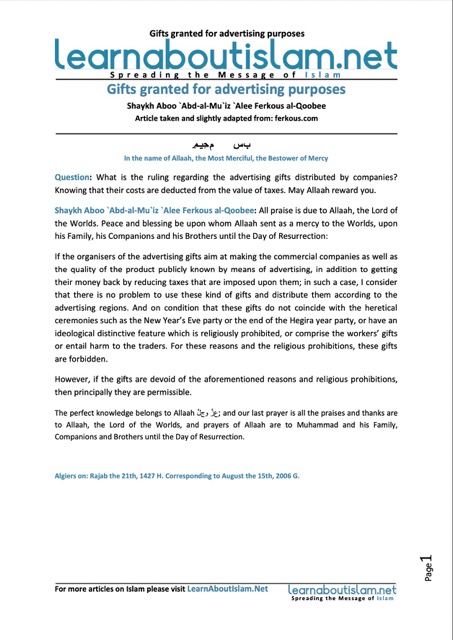 Gifts granted for advertising purposes
learnaboutislam.net
Spreading the Message of Islam
Gifts granted for advertising purposes
Shaykh Aboo `Abd-al-Mu`iz `Alee Ferkous al-Qoobee
Article taken and slightly adapted from: ferkous.com
In the name of Allaah, the Most Merciful, the Bestower of Mercy
Question: What is the ruling regarding the advertising gifts distributed by companies?
Knowing that their costs are deducted from the value of taxes. May Allaah reward you.
Shaykh Aboo `Abd-al-Mu`iz `Alee Ferkous al-Qoobee: All praise is due to Allaah, the Lord of
the Worlds. Peace and blessing be upon whom Allaah sent as a mercy to the Worlds, upon
his Family, his Companions and his Brothers until the Day of Resurrection:
If the organisers of the advertising gifts aim at making the commercial companies as well as
the quality of the product publicly known by means of advertising, in addition to getting
their money back by reducing taxes that are imposed upon them; in such a case, I consider
that there is no problem to use these kind of gifts and distribute them according to the
advertising regions. And on condition that these gifts do not coincide with the heretical
ceremonies such as the New Year's Eve party or the end of the Hegira year party, or have
an ideological distinctive feature which is religiously prohibited, or comprise the workers' gifts
or entail harm to the traders. For these reasons and the religious prohibitions, these gifts
are forbidden.
However, if the gifts are devoid of the aforementioned reasons and religious prohibitions,
then principally they are permissible.
The perfect knowledge belongs to Allaah عزّ وجلّ; and our last prayer is all the praises and thanks are
to Allaah, the Lord of the Worlds, and prayers of Allaah are to Muhammad and his Family,
Companions and Brothers until the Day of Resurrection.
Algiers on: Rajab the 21th, 1427 H. Corresponding to August the 15th, 2006 G.
Page 1
For more articles on Islam please visit LearnAboutIslam.Net
learnaboutislam.net
Spreading the Message of Islam